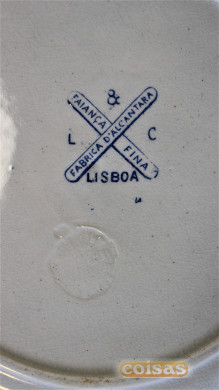 &
FAIANÇA FINA
FABRICA D'ALCANTARA
L C
LISBOA
coisas